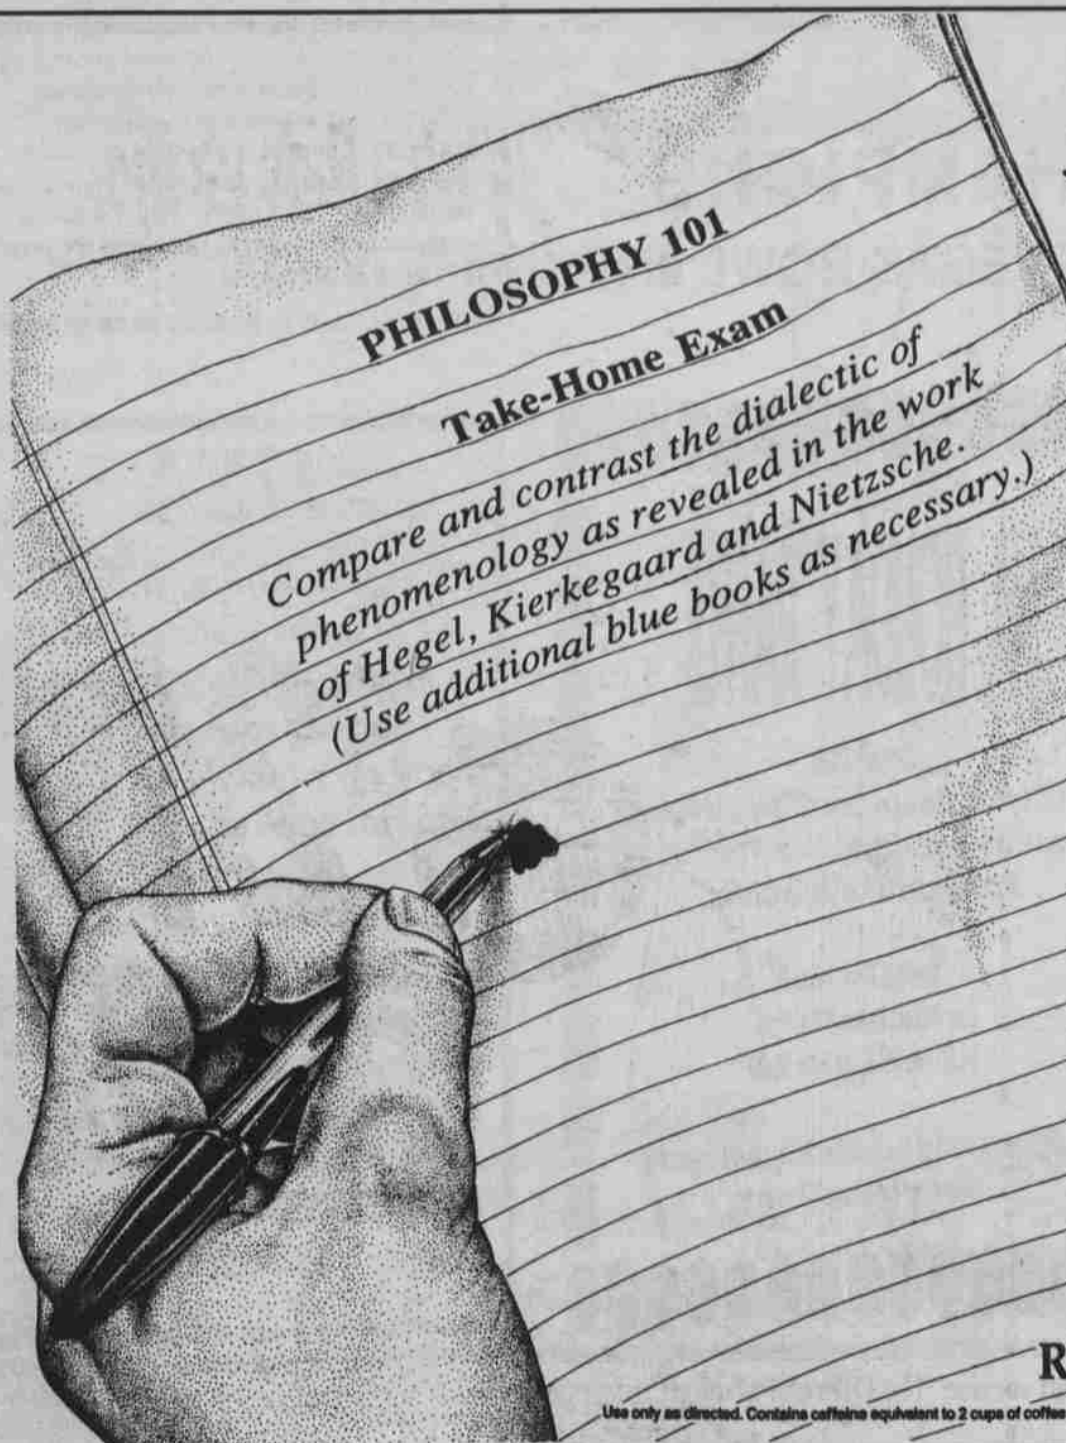 PHILOSOPHY 101
Take-Home Exam
Compare and contrast the dialectic of
phenomenology as revealed in the work
of Hegel, Kierkegaard and Nietzsche.
(Use additional blue books as necessary.)
R
Use only as directed. Contains caffeine equivalent to 2 cups of coffee